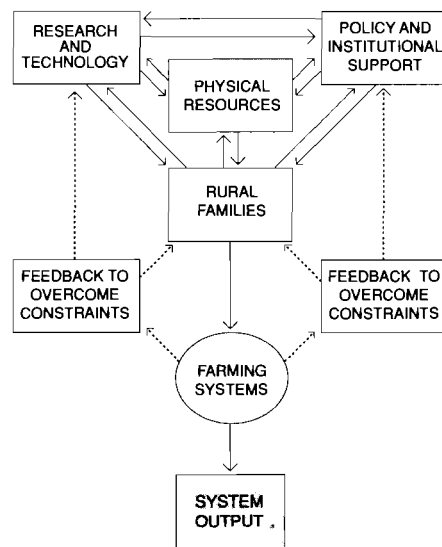 RESEARCH
AND
TECHNOLOGY
POLICY AND
INSTITUTIONAL
SUPPORT
PHYSICAL
RESOURCES
RURAL
FAMILIES
FEEDBACK TO
OVERCOME
CONSTRAINTS
FEEDBACK TO
OVERCOME
CONSTRAINTS
FARMING
SYSTEMS
SYSTEM
OUTPUT